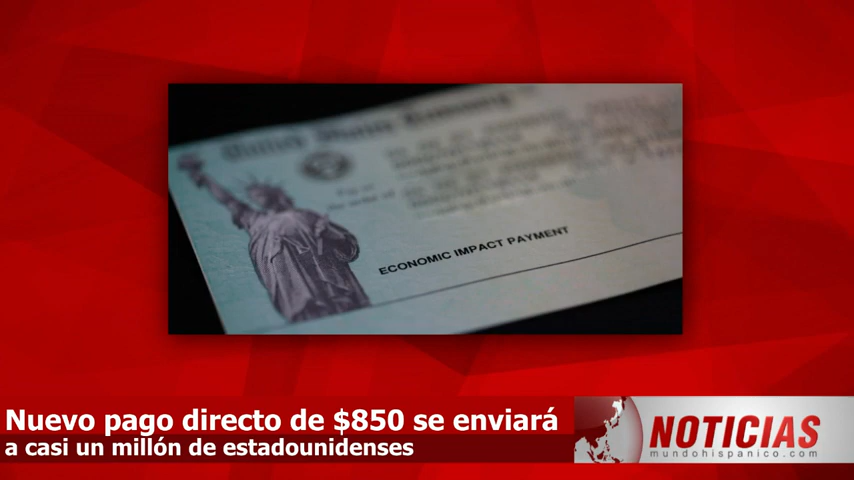 ECONOMIC IMPACT PAYMENT
Nuevo pago directo de $850 se enviará
a casi un millón de estadounidenses
NOTICIAS
mundohispanico.com